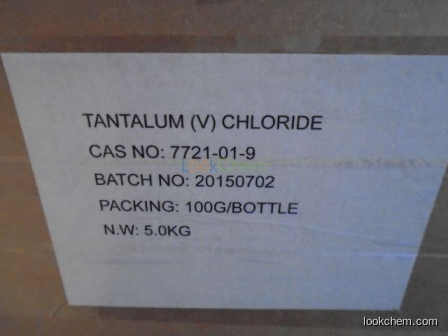 TANTALUM (V) CHLORIDE
CAS NO: 7721-01-9
BATCH NO: 20150702
PACKING: 100G/BOTTLE
N.W: 5.0KG
lookchem.com